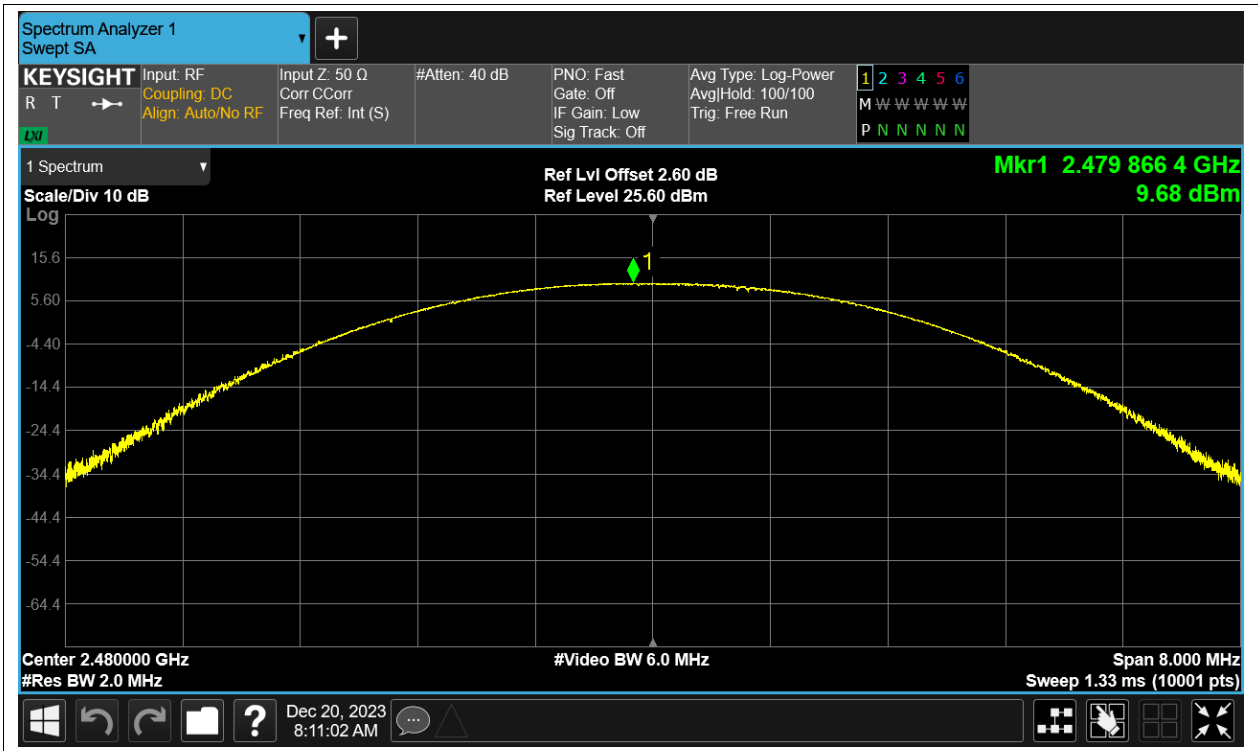 Spectrum Analyzer 1
Swept SA
KEYSIGHT
R T
LXI
Input: RF
Coupling: DC
Align: Auto/No RF
Input Z: 50 Ω
Corr CCorr
Freq Ref: Int (S)
#Atten: 40 dB
PNO: Fast
Gate: Off
IF Gain: Low
Sig Track: Off
Avg Type: Log-Power
Avg|Hold: 100/100
Trig: Free Run
1 2 3 4 5 6
M W W W W W W
P N N N N N N
1 Spectrum
Scale/Div 10 dB
Log
Ref Lvl Offset 2.60 dB
Ref Level 25.60 dBm
Mkr1 2.479 866 4 GHz
9.68 dBm
1
15.6
5.60
-4.40
-14.4
-24.4
-34.4
-44.4
-54.4
-64.4
Center 2.480000 GHz
#Res BW 2.0 MHz
#Video BW 6.0 MHz
Span 8.000 MHz
Sweep 1.33 ms (10001 pts)
?
Dec 20, 2023
8:11:02 AM